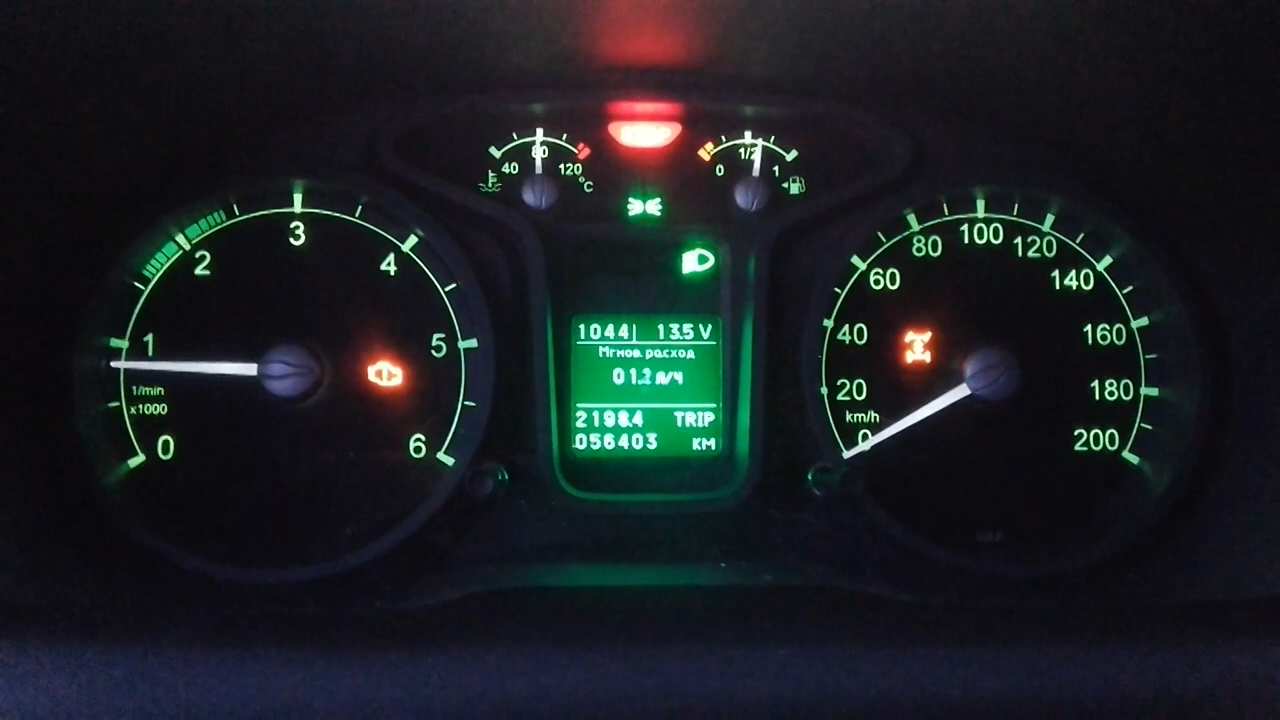 40 80 120 °C
STOP
0 1/2 1
0 1 2 3 4 5 6
1/min
x1000
1044 13.5 V
Мгнов. расход
01.2 л/ч
2198.4 TRIP
056403 КМ
0 20 40 60 80 100 120 140 160 180 200
km/h